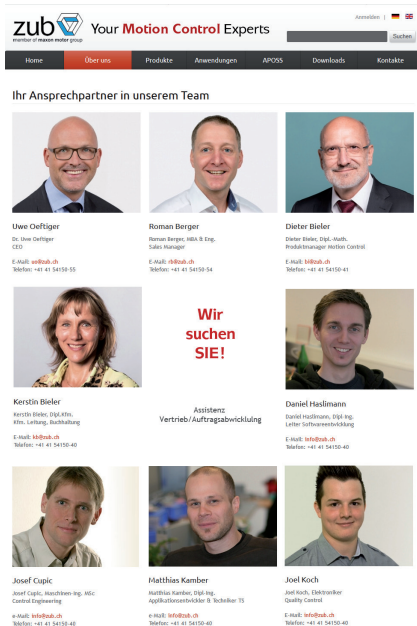 zub
member of maxon motor group
Your Motion Control Experts
Anmelden |
Suchen
Home
Über uns
Produkte
Anwendungen
APOSS
Downloads
Kontakte
Ihr Ansprechpartner in unserem Team
Uwe Oeftiger
Dr. Uwe Oeftiger
CEO
E-Mail: uo@zub.ch
Telefon: +41 41 54150-55
Roman Berger
Roman Berger, MBA & Eng.
Sales Manager
E-Mail: rb@zub.ch
Telefon: +41 41 54150-54
Dieter Bieler
Dieter Bieler, Dipl.-Math.
Produktmanager Motion Control
E-Mail: bl@zub.ch
Telefon: +41 41 54150-41
Kerstin Bieler
Kerstin Bieler, Dipl.Kfm.
Kfm. Leitung, Buchhaltung
E-Mail: kb@zub.ch
Telefon: +41 41 54150-40
Wir
suchen
SIE!
Assistenz
Vertrieb/Auftragsabwicklulng
Daniel Haslimann
Daniel Haslimann, Dipl-Ing.
Leiter Softwareentwicklung
E-Mail: info@zub.ch
Telefon: +41 41 54150-40
Josef Cupic
Josef Cupic, Maschinen-Ing. MSc
Control Engineering
e-Mail: info@zub.ch
Telefon: +41 41 54150-40
Matthias Kamber
Matthias Kamber, Dipl-Ing.
Applikationsentwickler & Techniker TS
e-Mail: info@zub.ch
Telefon: +41 41 54150-40
Joel Koch
Joel Koch, Elektroniker
Quality Control
E-Mail: info@zub.ch
Telefon: +41 41 54150-40